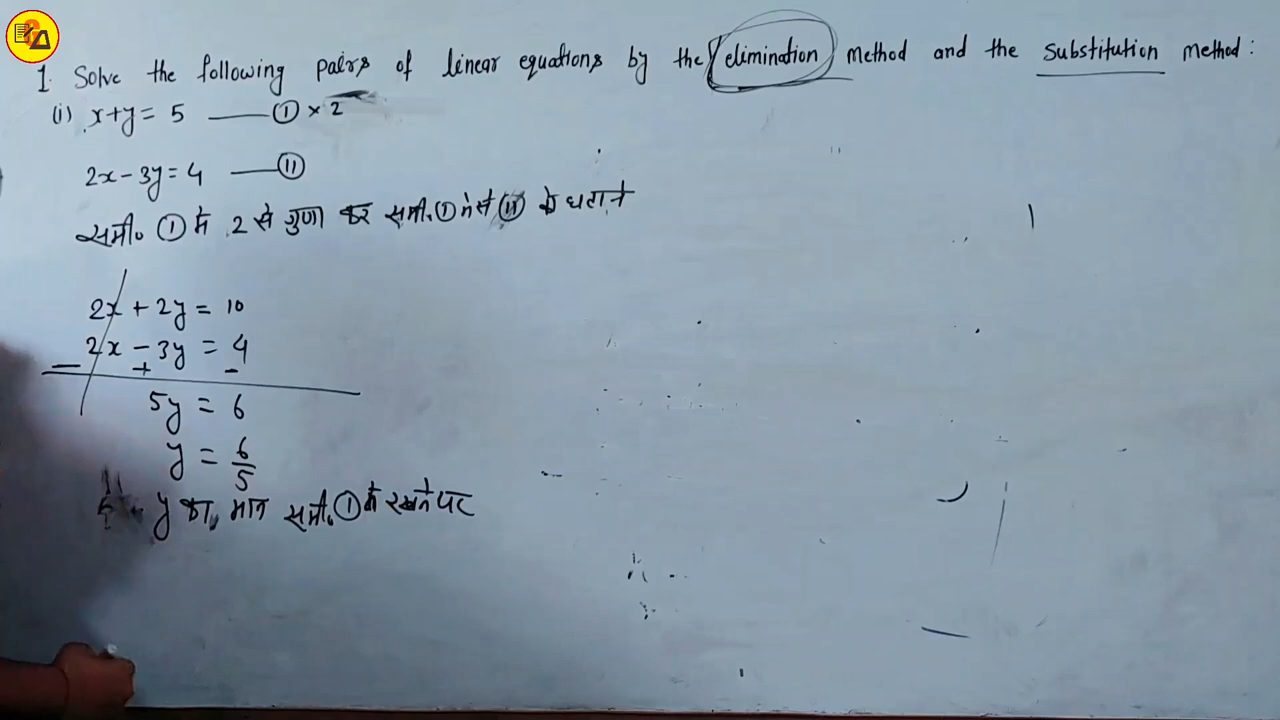 1. Solve the following pairs of linear equations by the elimination method and the substitution method:
(i) x+y= 5 —— ① × 2
2x-3y=4 —— ⑪
समी० ① में 2 से गुणा कर समी. ① में से ⑪ को घटाने
2x + 2y = 10
2x - 3y = 4
- + -
5y = 6
y = 6/5
y का मान समी. ① में रखने पर